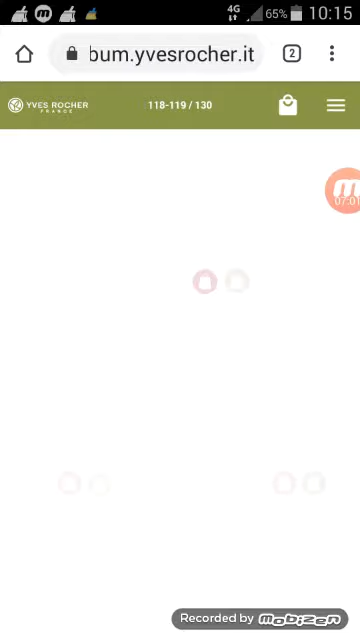 4G 65% 10:15
bum.yvesrocher.it 2
YVES ROCHER
FRANCE
118-119 / 130
07:01
Recorded by mobizen